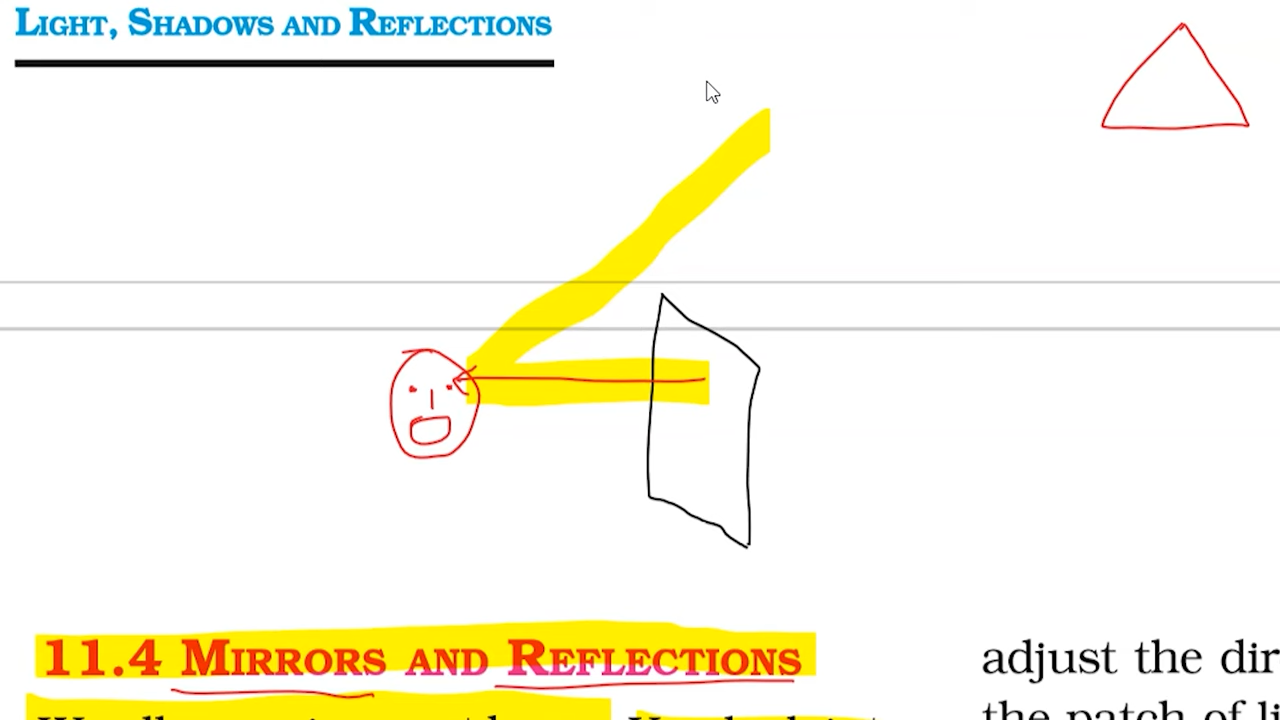 LIGHT, SHADOWS AND REFLECTIONS
11.4 MIRRORS AND REFLECTIONS
adjust the dir
the patch of li